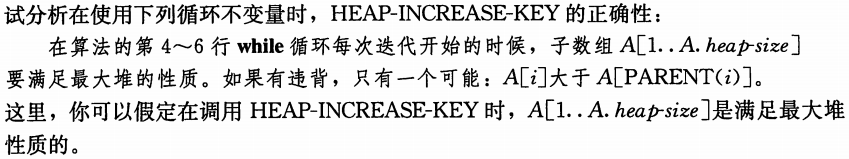 试分析在使用下列循环不变量时，HEAP-INCREASE-KEY 的正确性：
在算法的第 4～6 行 while 循环每次迭代开始的时候，子数组 A[1..A.heap-size]
要满足最大堆的性质。如果有违背，只有一个可能：A[i]大于 A[PARENT(i)]。
这里，你可以假定在调用 HEAP-INCREASE-KEY 时，A[1..A.heap-size]是满足最大堆
性质的。